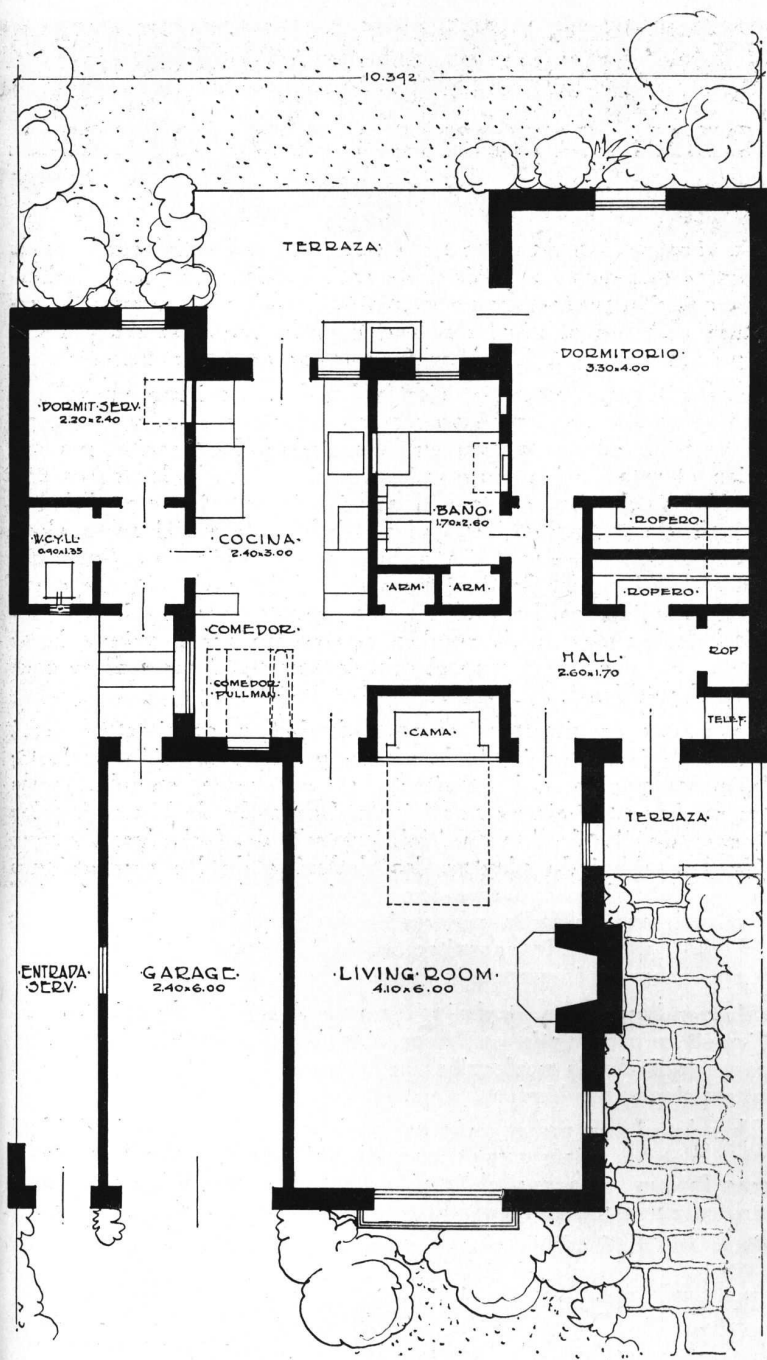 10.392
TERRAZA
DORMITORIO
3.30x4.00
DORMIT·SERV·
2.20x2.40
W.C.Y.LL.
0.90x1.35
COCINA
2.40x3.00
BAÑO
1.70x2.60
ROPERO
ARM.
ARM.
ROPERO
COMEDOR
HALL
2.60x1.70
ROP
COMEDOR
PULLMAN
TELEF.
CAMA
TERRAZA
ENTRADA
SERV.
GARAGE
2.40x6.00
LIVING·ROOM
4.10x6.00